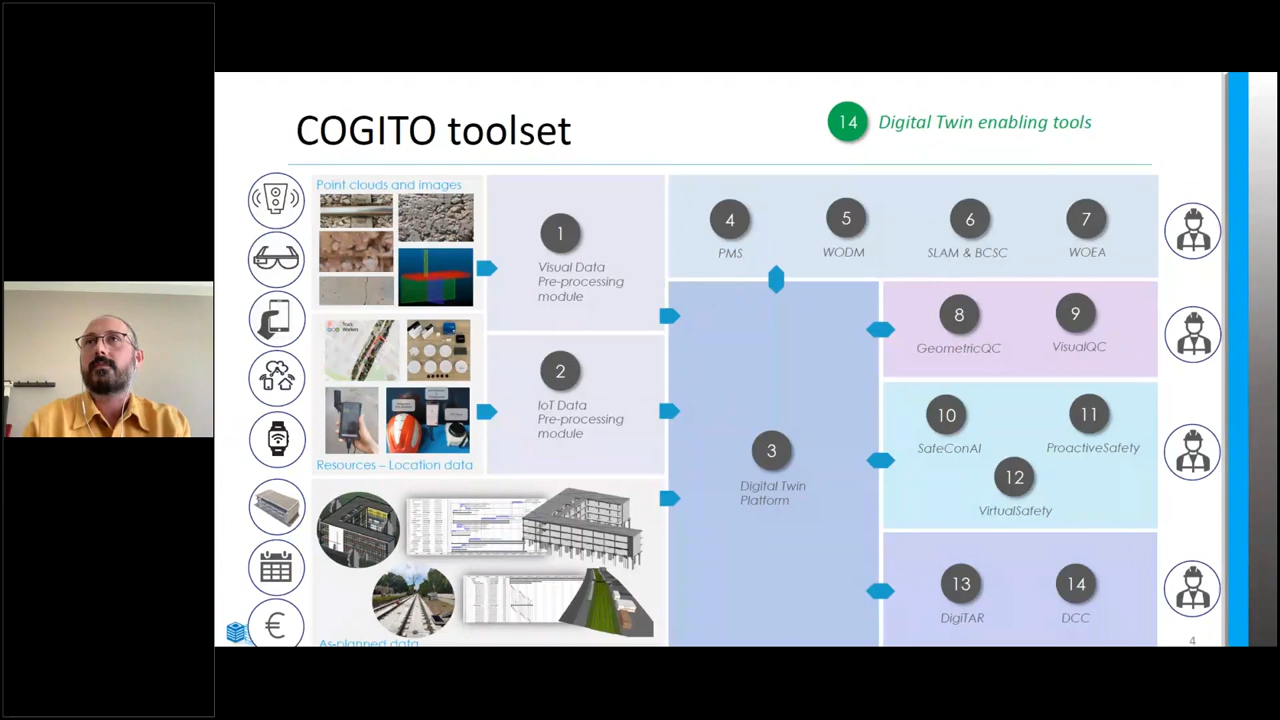 COGITO toolset
14
Digital Twin enabling tools
Point clouds and images
1
Visual Data
Pre-processing
module
4
PMS
5
WODM
6
SLAM & BCSC
7
WOEA
8
GeometricQC
9
VisualQC
2
IoT Data
Pre-processing
module
Resources – Location data
3
Digital Twin
Platform
10
SafeConAI
11
ProactiveSafety
12
VirtualSafety
13
DigiTAR
14
DCC
€
As-planned data
4